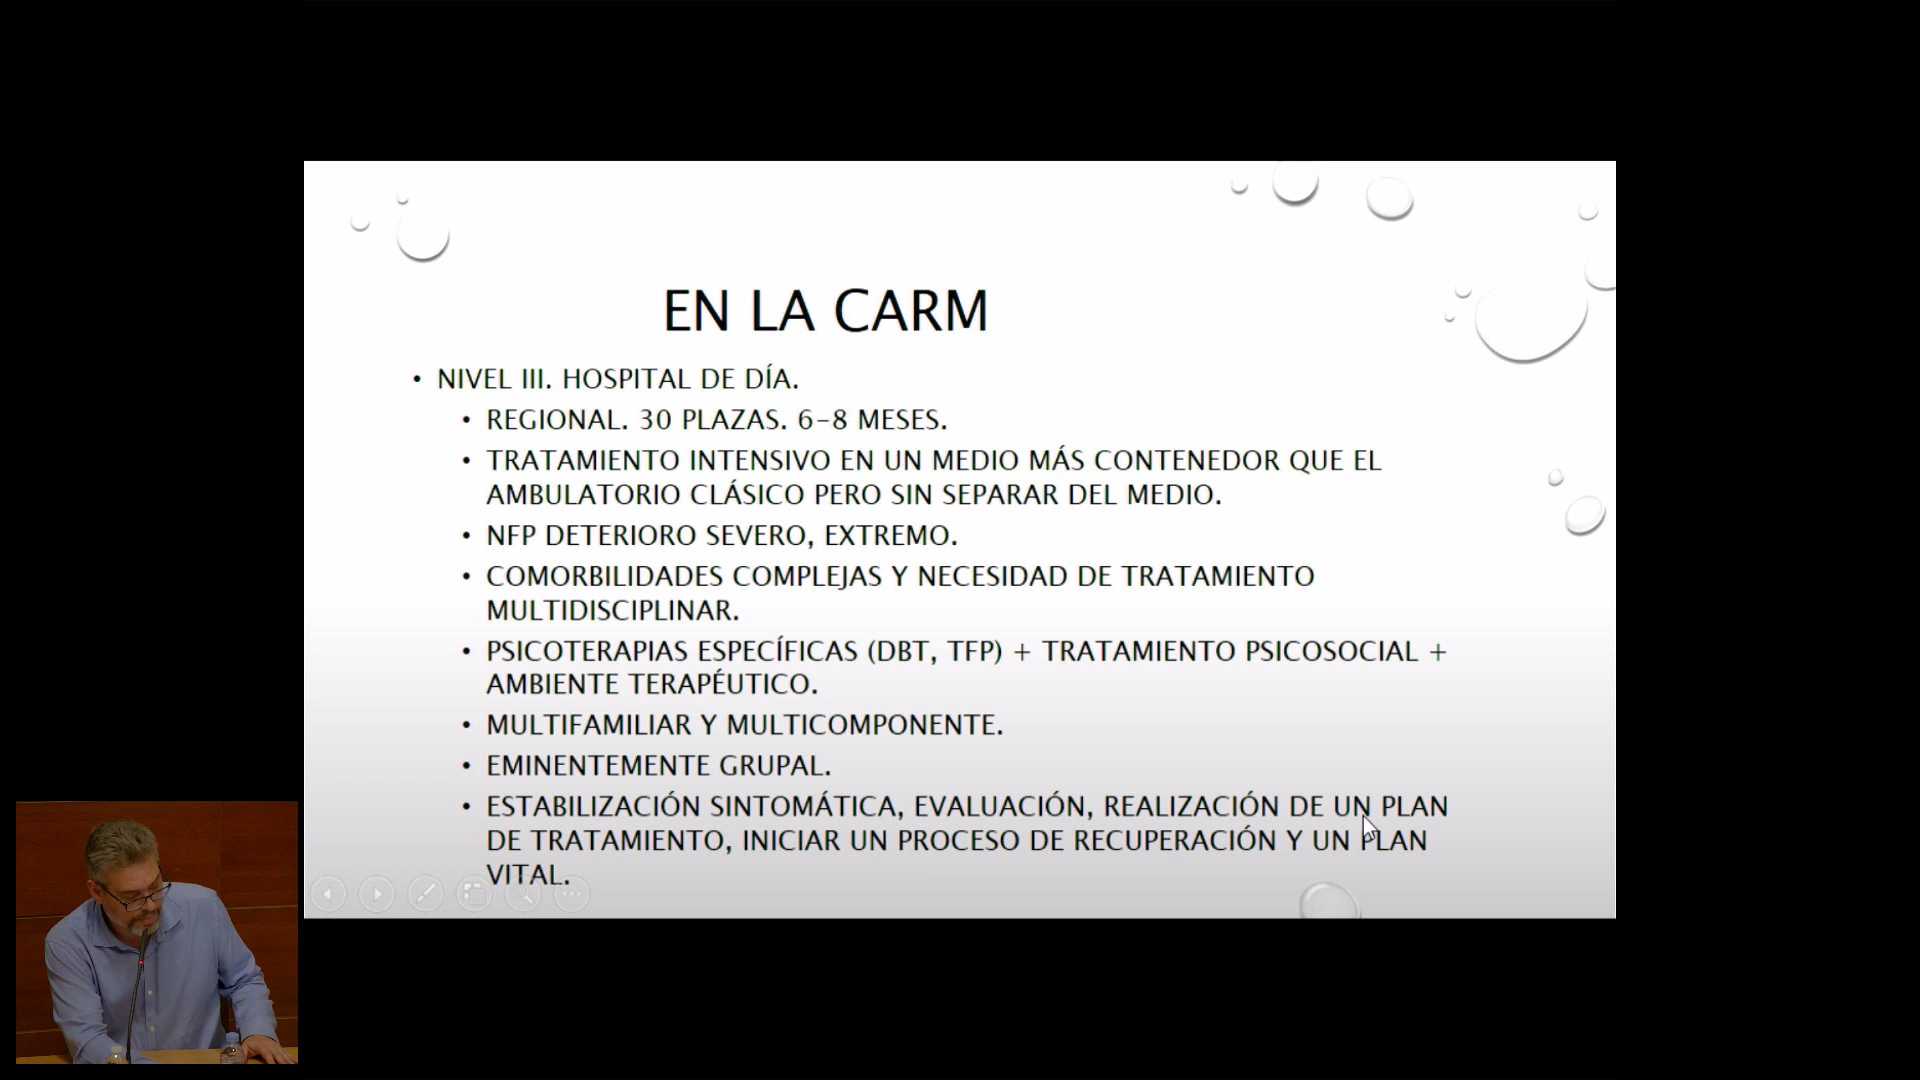 EN LA CARM
• NIVEL III. HOSPITAL DE DÍA.
• REGIONAL. 30 PLAZAS. 6-8 MESES.
• TRATAMIENTO INTENSIVO EN UN MEDIO MÁS CONTENEDOR QUE EL
AMBULATORIO CLÁSICO PERO SIN SEPARAR DEL MEDIO.
• NFP DETERIORO SEVERO, EXTREMO.
• COMORBILIDADES COMPLEJAS Y NECESIDAD DE TRATAMIENTO
MULTIDISCIPLINAR.
• PSICOTERAPIAS ESPECÍFICAS (DBT, TFP) + TRATAMIENTO PSICOSOCIAL +
AMBIENTE TERAPÉUTICO.
• MULTIFAMILIAR Y MULTICOMPONENTE.
• EMINENTEMENTE GRUPAL.
• ESTABILIZACIÓN SINTOMÁTICA, EVALUACIÓN, REALIZACIÓN DE UN PLAN
DE TRATAMIENTO, INICIAR UN PROCESO DE RECUPERACIÓN Y UN PLAN
VITAL.